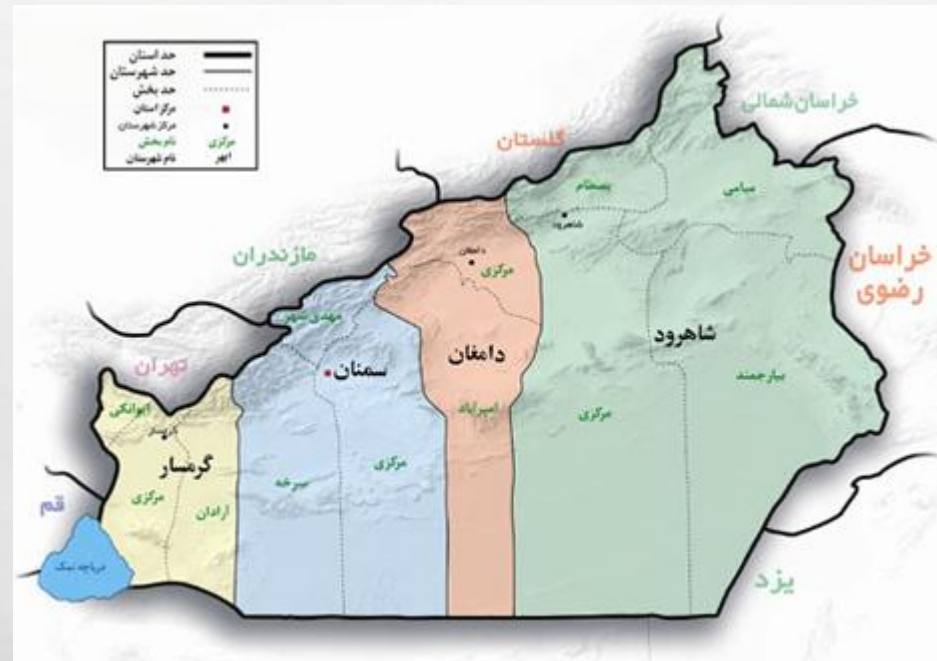 حد استان
حد شهرستان
حد بخش
مرکز استان
مرکز شهرستان
نام بخش مرکزی
نام شهرستان ابهر
خراسان شمالی
گلستان
بسطام
میامی
شاهرود
مازندران
دامغان
مرکزی
خراسان
رضوی
مهدی شهر
شاهرود
تهران
سمنان
دامغان
بیارجمند
ایوانکی
امیرآباد
مرکزی
گرمسار
گرمسار
مرکزی
سرخه
مرکزی
آرادان
قم
دریاچه نمک
یزد